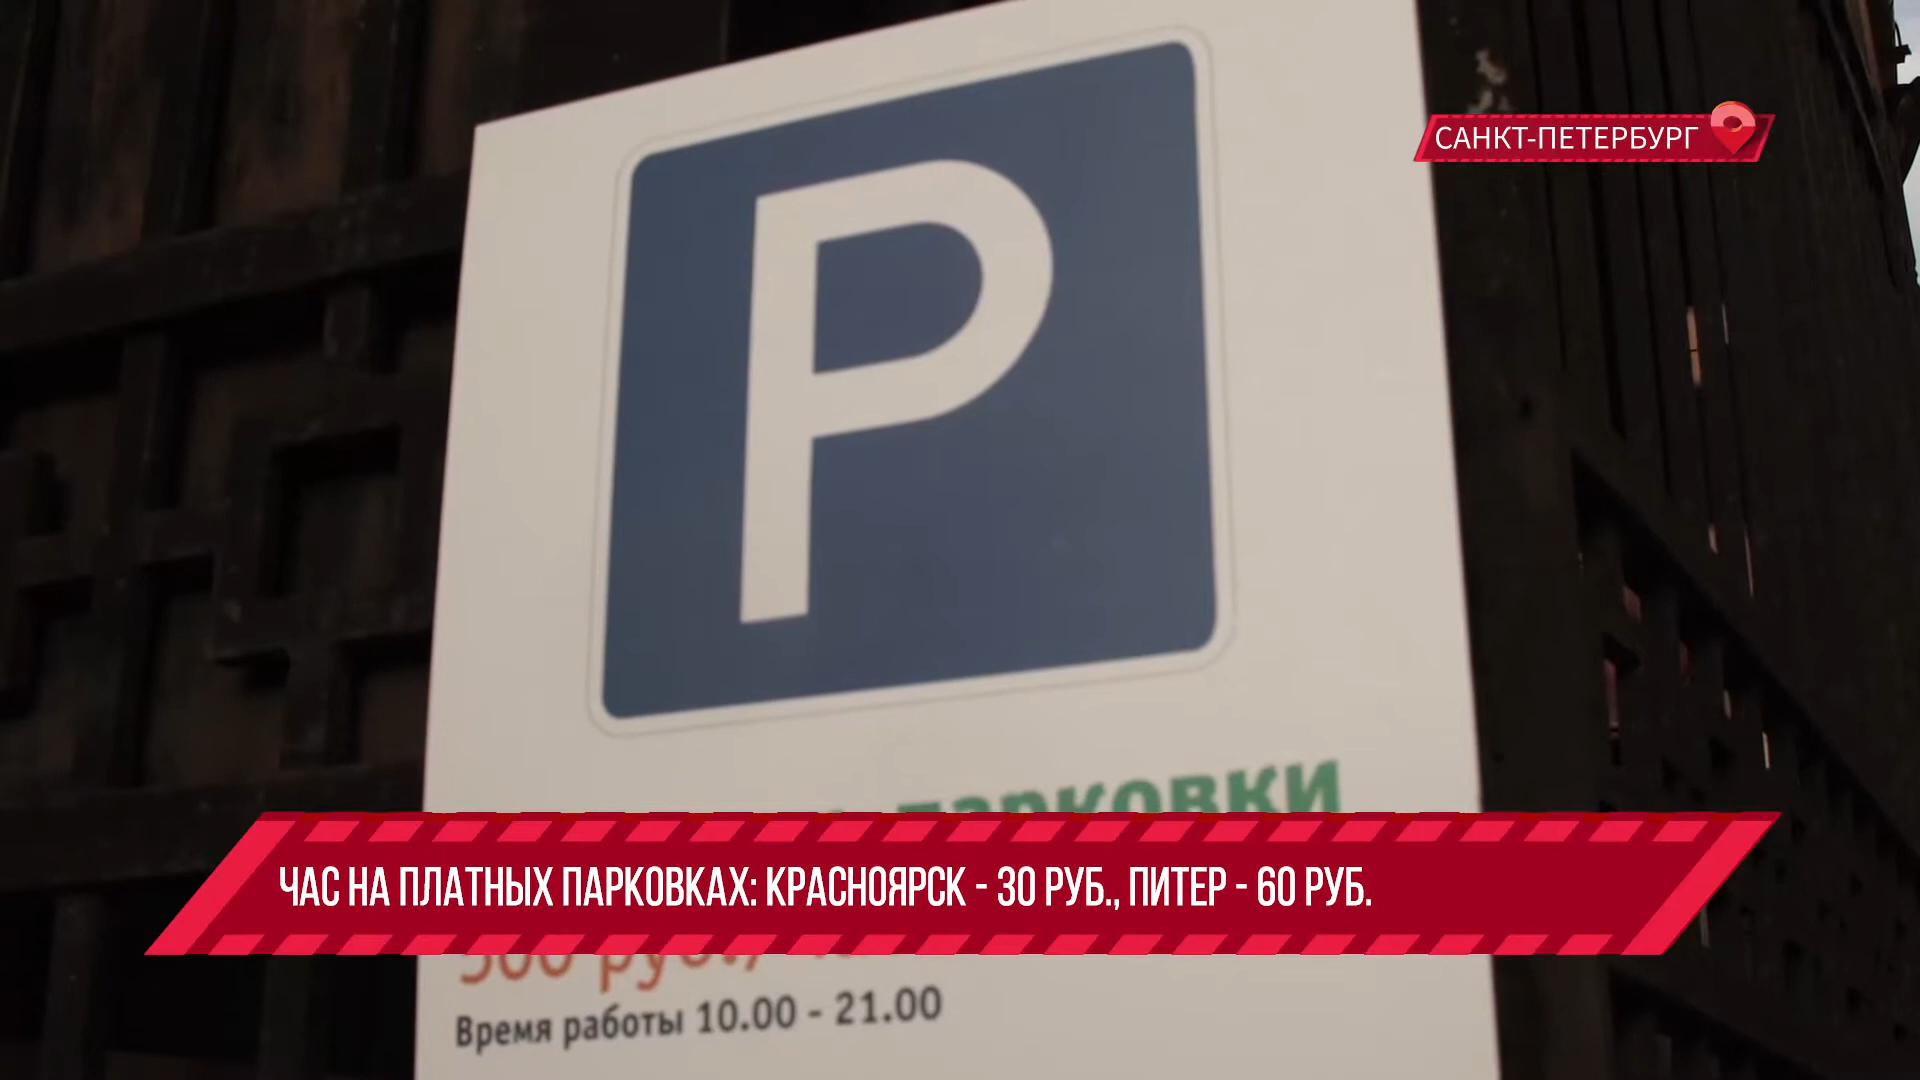 P
САНКТ-ПЕТЕРБУРГ
парковки
ЧАС НА ПЛАТНЫХ ПАРКОВКАХ: КРАСНОЯРСК - 30 РУБ., ПИТЕР - 60 РУБ.
Время работы 10.00 - 21.00